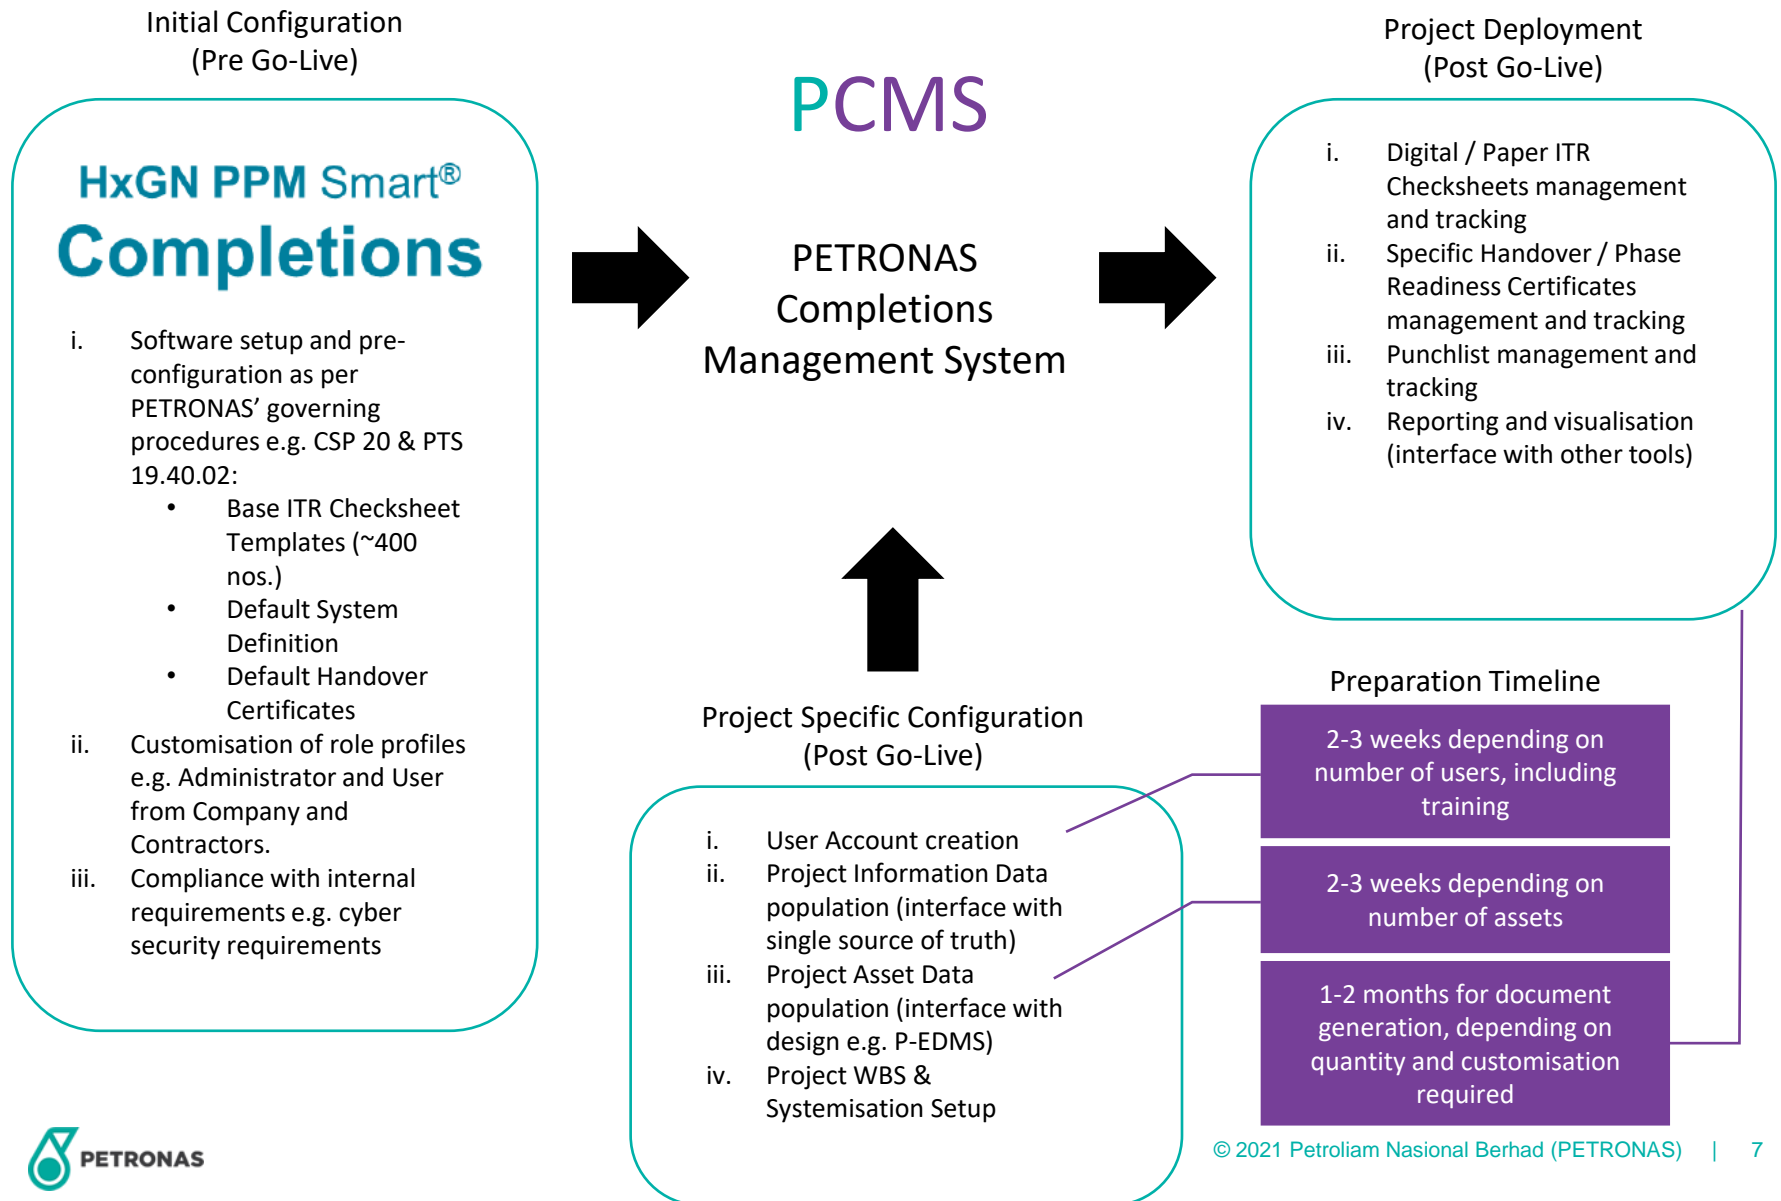 Initial Configuration
(Pre Go-Live)
HxGN PPM Smart®
Completions
i. Software setup and pre-
configuration as per
PETRONAS’ governing
procedures e.g. CSP 20 & PTS
19.40.02:
• Base ITR Checksheet
Templates (~400
nos.)
• Default System
Definition
• Default Handover
Certificates
ii. Customisation of role profiles
e.g. Administrator and User
from Company and
Contractors.
iii. Compliance with internal
requirements e.g. cyber
security requirements
PCMS
PETRONAS
Completions
Management System
Project Deployment
(Post Go-Live)
i. Digital / Paper ITR
Checksheets management
and tracking
ii. Specific Handover / Phase
Readiness Certificates
management and tracking
iii. Punchlist management and
tracking
iv. Reporting and visualisation
(interface with other tools)
Project Specific Configuration
(Post Go-Live)
i. User Account creation
ii. Project Information Data
population (interface with
single source of truth)
iii. Project Asset Data
population (interface with
design e.g. P-EDMS)
iv. Project WBS &
Systemisation Setup
Preparation Timeline
2-3 weeks depending on
number of users, including
training
2-3 weeks depending on
number of assets
1-2 months for document
generation, depending on
quantity and customisation
required
PETRONAS
© 2021 Petroliam Nasional Berhad (PETRONAS) | 7